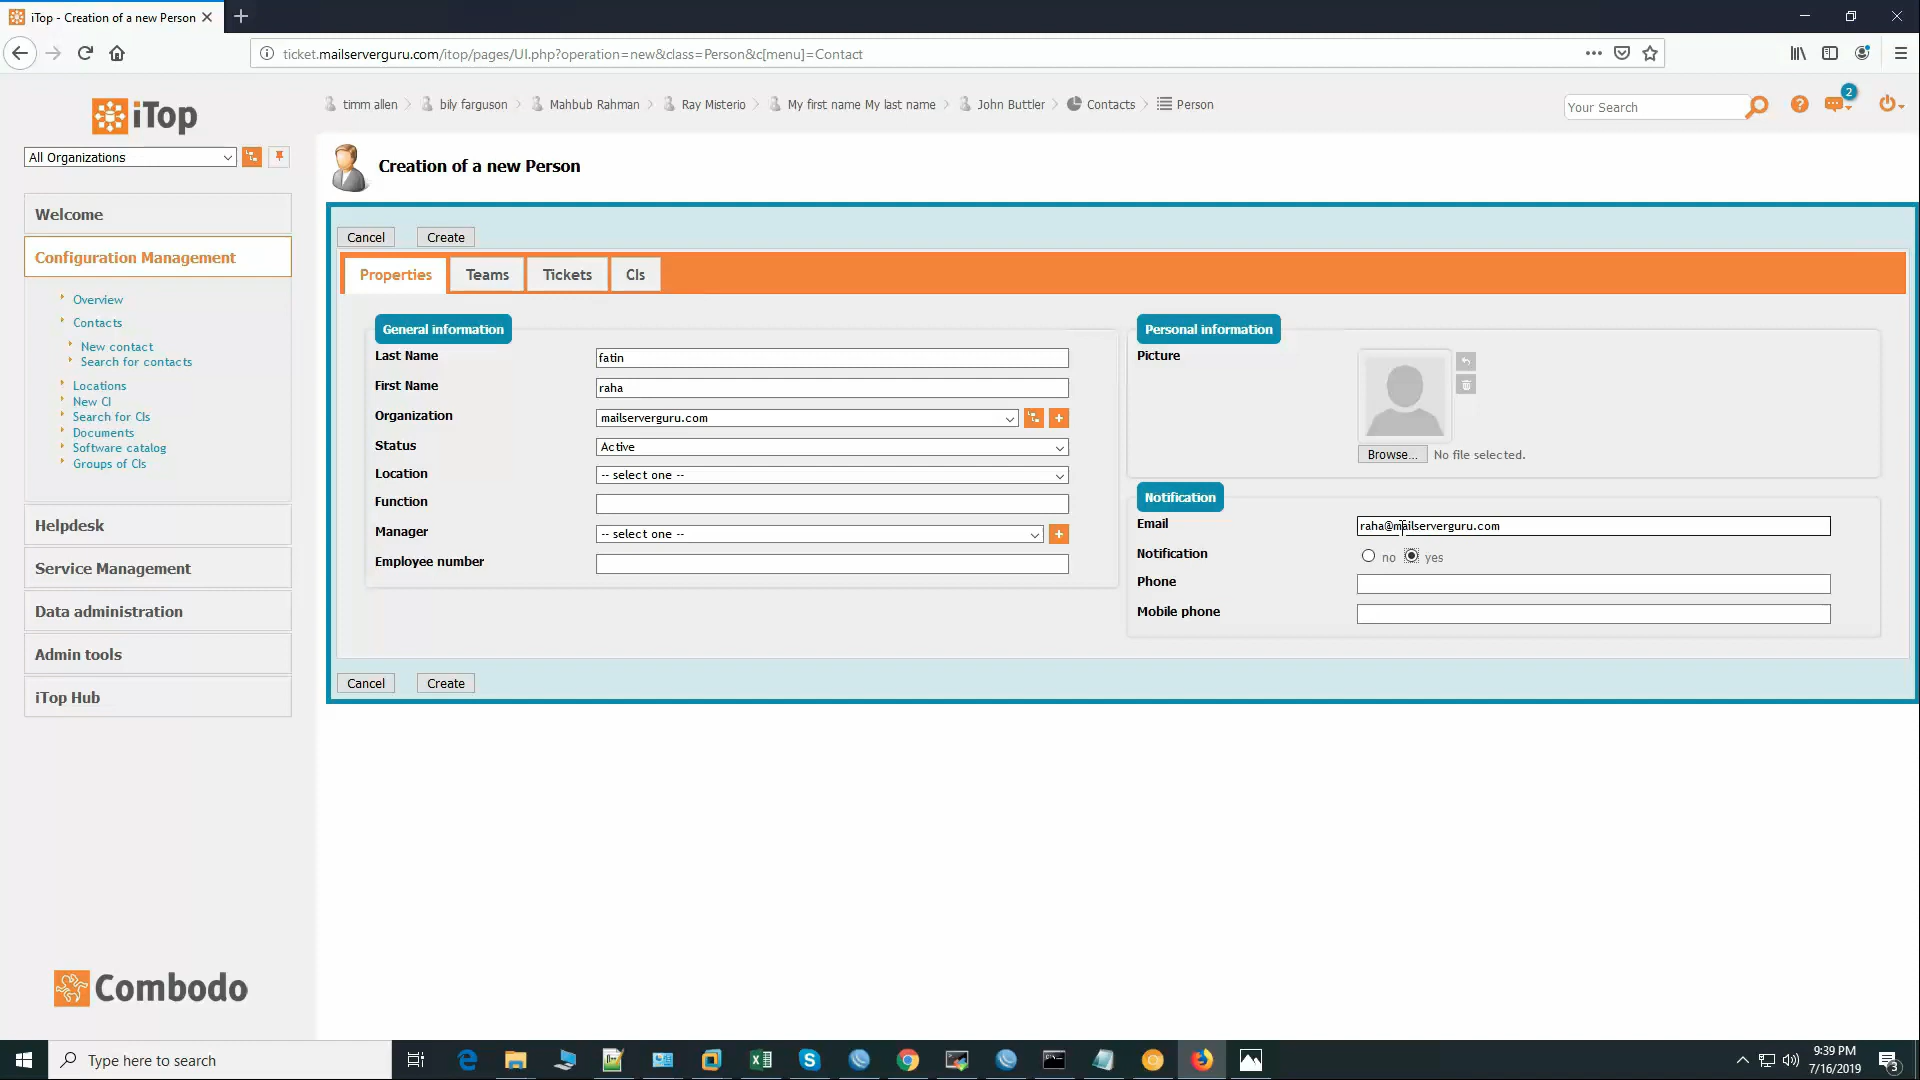 iTop - Creation of a new Person
ticket.mailserverguru.com/itop/pages/UI.php?operation=new&class=Person&c[menu]=Contact
iTop
timm allen
bily farguson
Mahbub Rahman
Ray Misterio
My first name My last name
John Buttler
Contacts
Person
Your Search
2
All Organizations
Creation of a new Person
Welcome
Configuration Management
Overview
Contacts
New contact
Search for contacts
Locations
New CI
Search for CIs
Documents
Software catalog
Groups of CIs
Helpdesk
Service Management
Data administration
Admin tools
iTop Hub
Combodo
Cancel
Create
Properties
Teams
Tickets
CIs
General information
Last Name
fatin
First Name
raha
Organization
mailserverguru.com
Status
Active
Location
-- select one --
Function
Manager
-- select one --
Employee number
Personal information
Picture
Browse...
No file selected.
Notification
Email
raha@mailserverguru.com
Notification
no
yes
Phone
Mobile phone
Cancel
Create
Type here to search
9:39 PM
7/16/2019
3